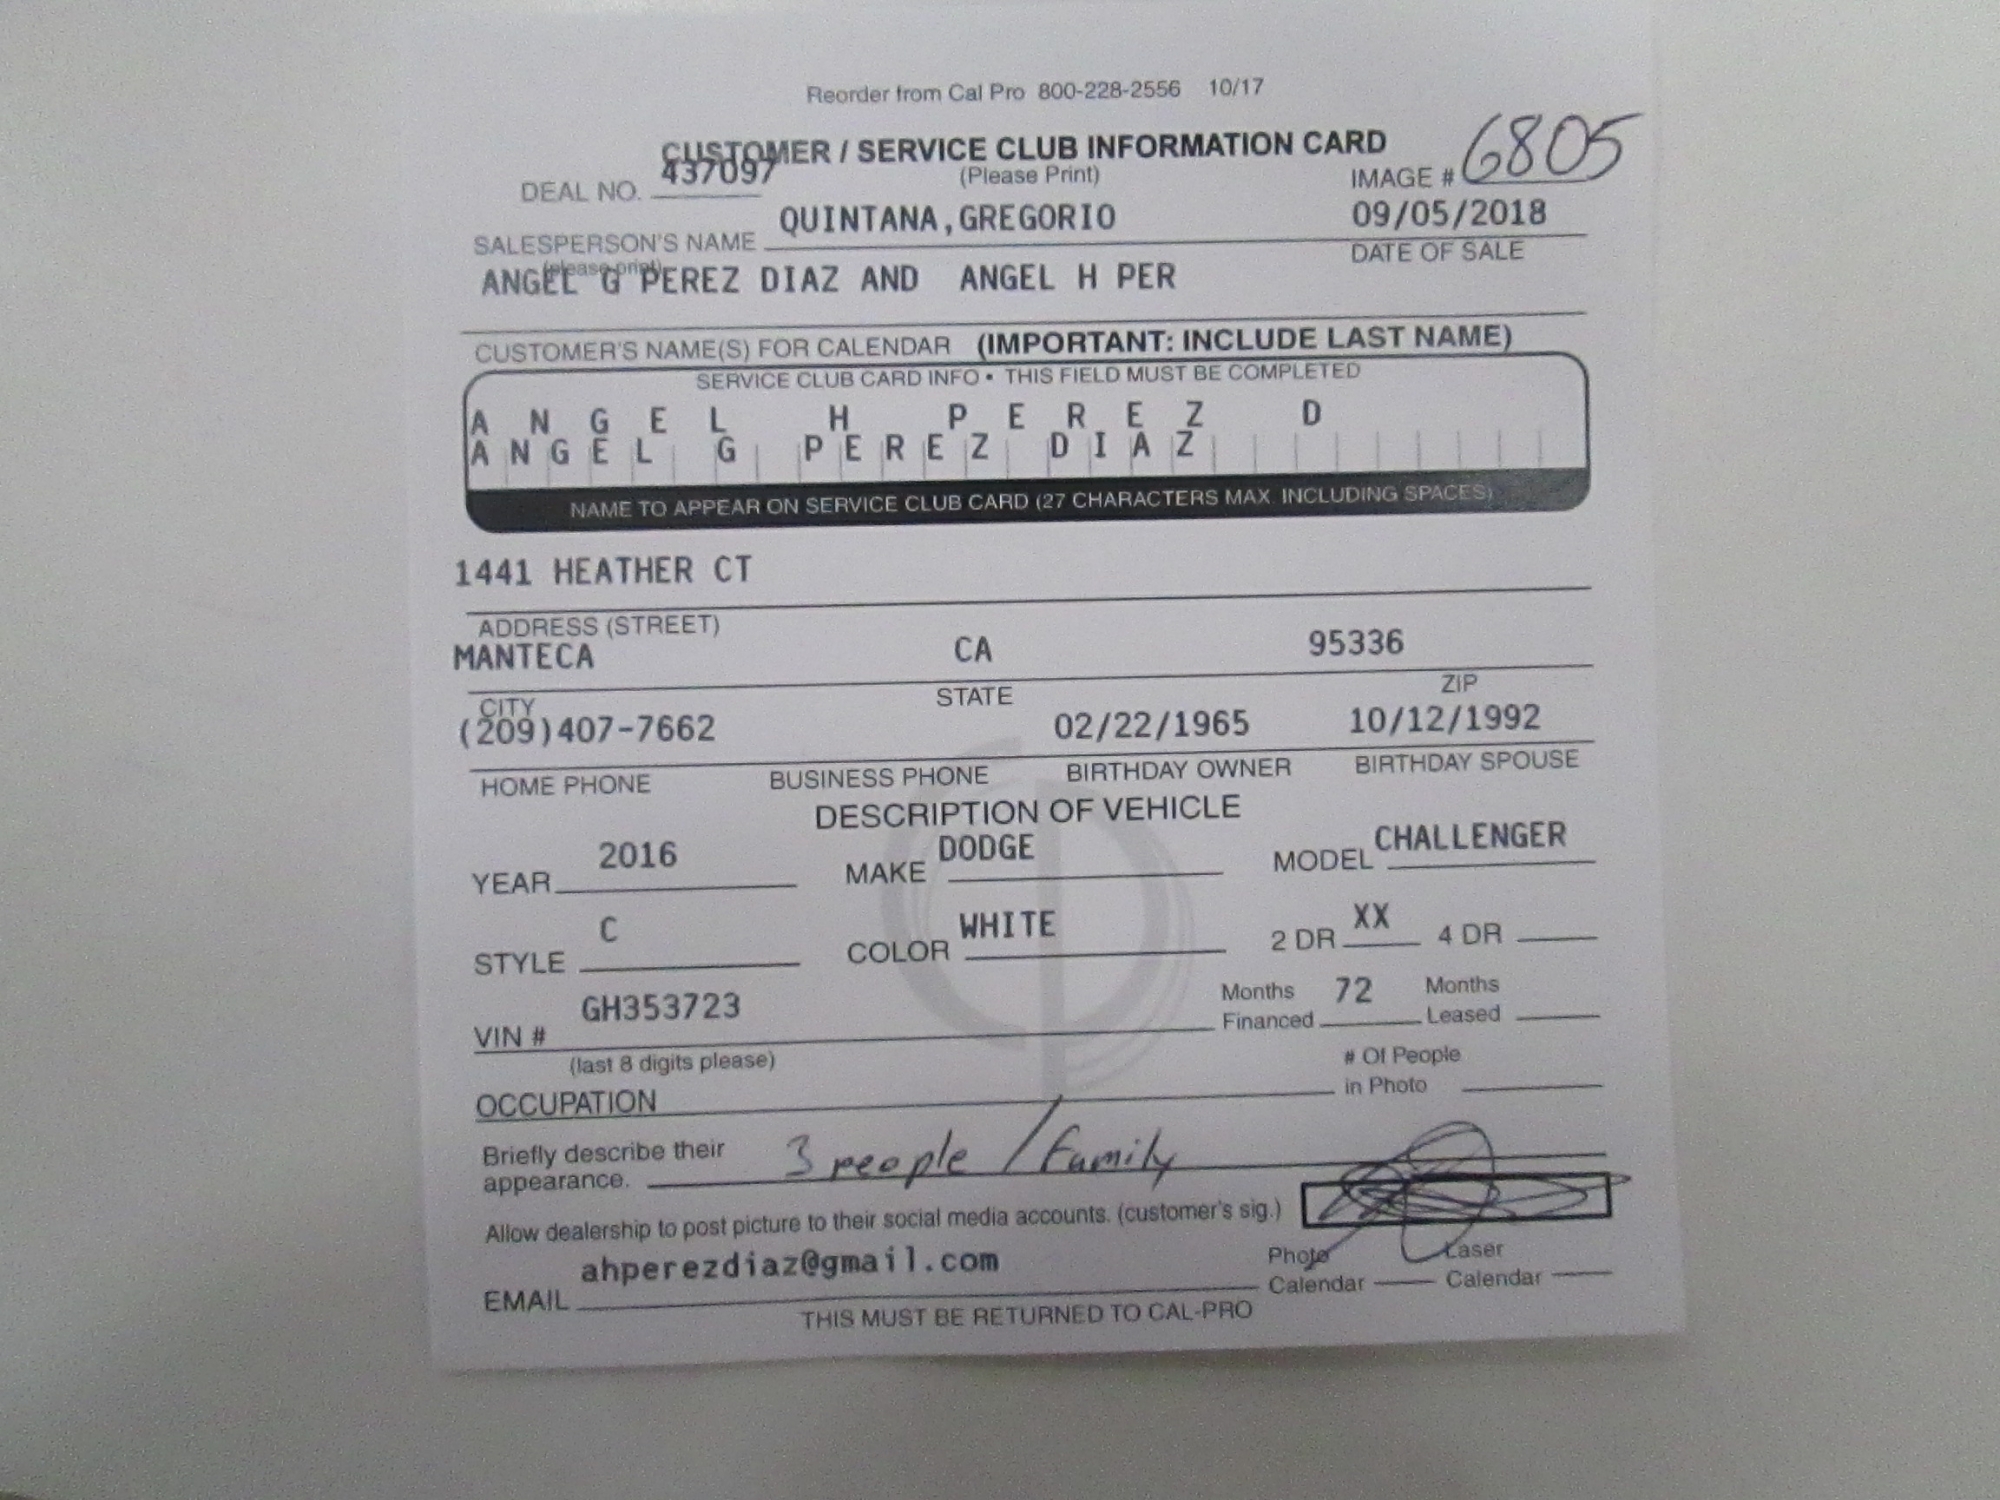 Reorder from Cal Pro 800-228-2556 10/17
CUSTOMER / SERVICE CLUB INFORMATION CARD
(Please Print)
DEAL NO. 437097
IMAGE # 6805
SALESPERSON'S NAME QUINTANA,GREGORIO
(please print)
09/05/2018
DATE OF SALE
ANGEL G PEREZ DIAZ AND ANGEL H PER
CUSTOMER'S NAME(S) FOR CALENDAR (IMPORTANT: INCLUDE LAST NAME)
SERVICE CLUB CARD INFO • THIS FIELD MUST BE COMPLETED
ANGEL H PEREZ D
ANGEL G PEREZ DIAZ
NAME TO APPEAR ON SERVICE CLUB CARD (27 CHARACTERS MAX. INCLUDING SPACES)
1441 HEATHER CT
ADDRESS (STREET)
MANTECA CA 95336
CITY STATE ZIP
(209)407-7662 02/22/1965 10/12/1992
HOME PHONE BUSINESS PHONE BIRTHDAY OWNER BIRTHDAY SPOUSE
DESCRIPTION OF VEHICLE
YEAR 2016 MAKE DODGE MODEL CHALLENGER
STYLE C COLOR WHITE 2 DR XX 4 DR
VIN # GH353723
(last 8 digits please)
Months Financed 72 Months Leased
OCCUPATION
# Of People in Photo
Briefly describe their appearance. 3 people / Family
Allow dealership to post picture to their social media accounts. (customer's sig.)
EMAIL ahperezdiaz@gmail.com
Photo Calendar Laser Calendar
THIS MUST BE RETURNED TO CAL-PRO